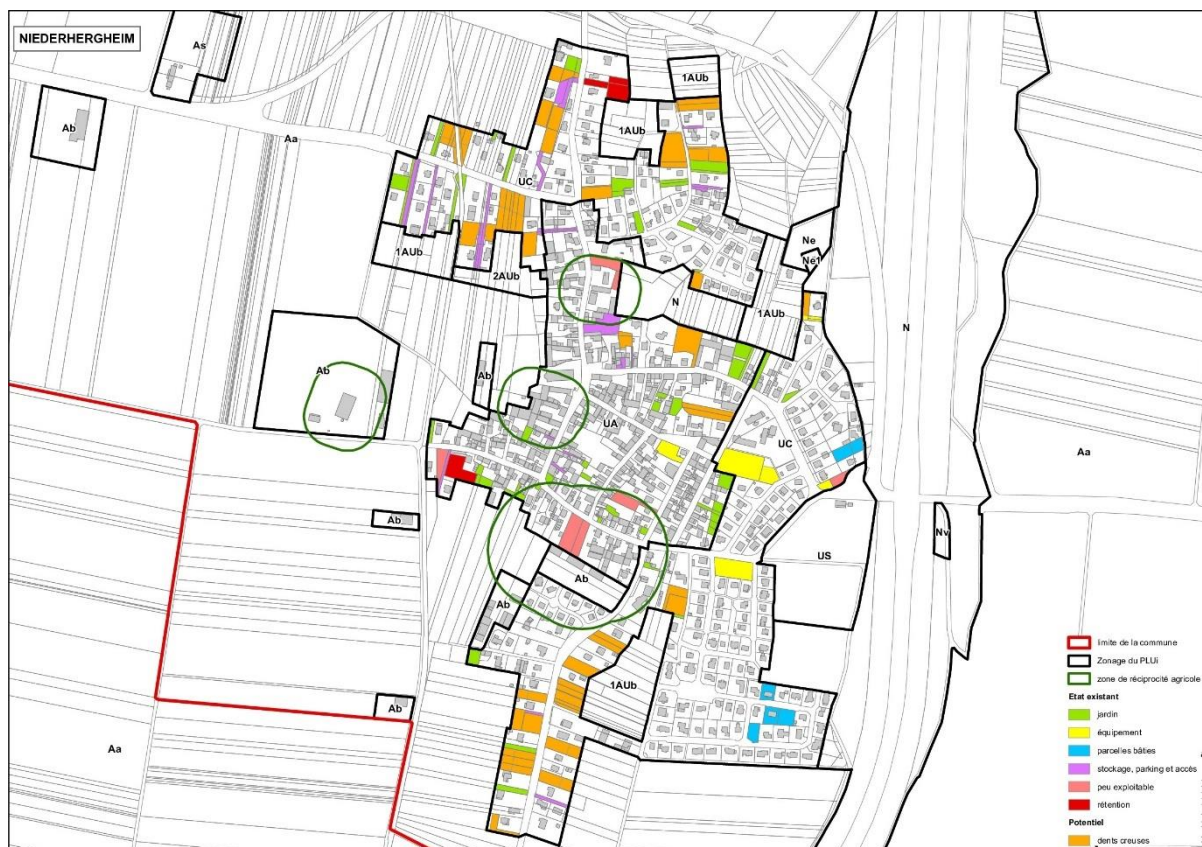 NIEDERHERGHEIM
As
1AUb
Ab
1AUb
Aa
UC
Ne
Ne1
1AUb
2AUb
N
1AUb
N
Ab
Ab
UA
UC
Aa
Ab
Nv
US
Ab
Ab
1AUb
Ab
Aa
limite de la commune
Zonage du PLUi
zone de réciprocité agricole
Etat existant
jardin
équipement
parcelles bâties
stockage, parking et accès
peu exploitable
rétention
Potentiel
dents creuses